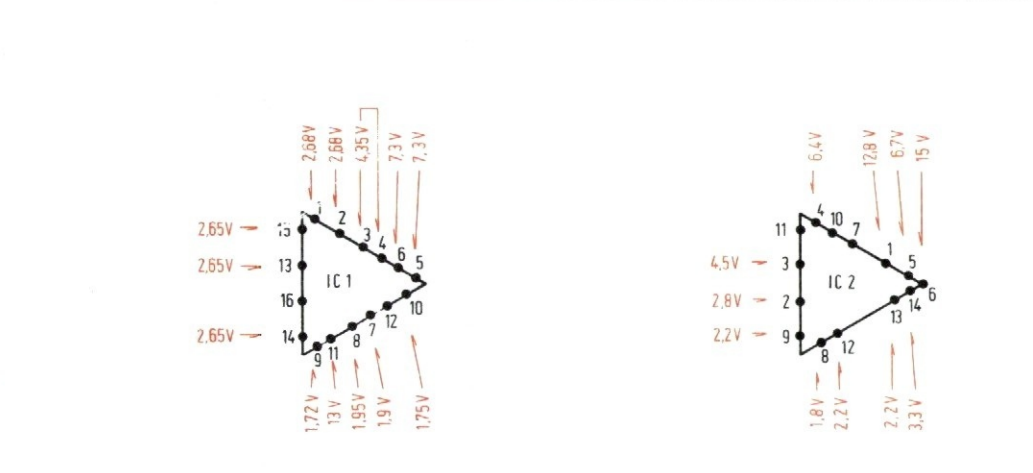 2,68V 2,68V 4,35V 7,3V 7,3V
6,4V 12,8V 6,7V 15V
1 2 3 4 6 5
4 10 7 1 5 6
2,65V 15
2,65V 13
16
2,65V 14
IC 1
9 11 8 7 12 10
1,72V 13V 1,95V 1,9V 1,75V
11
4,5V 3
2,8V 2
2,2V 9
IC 2
8 12 13 14
1,8V 2,2V 2,2V 3,3V